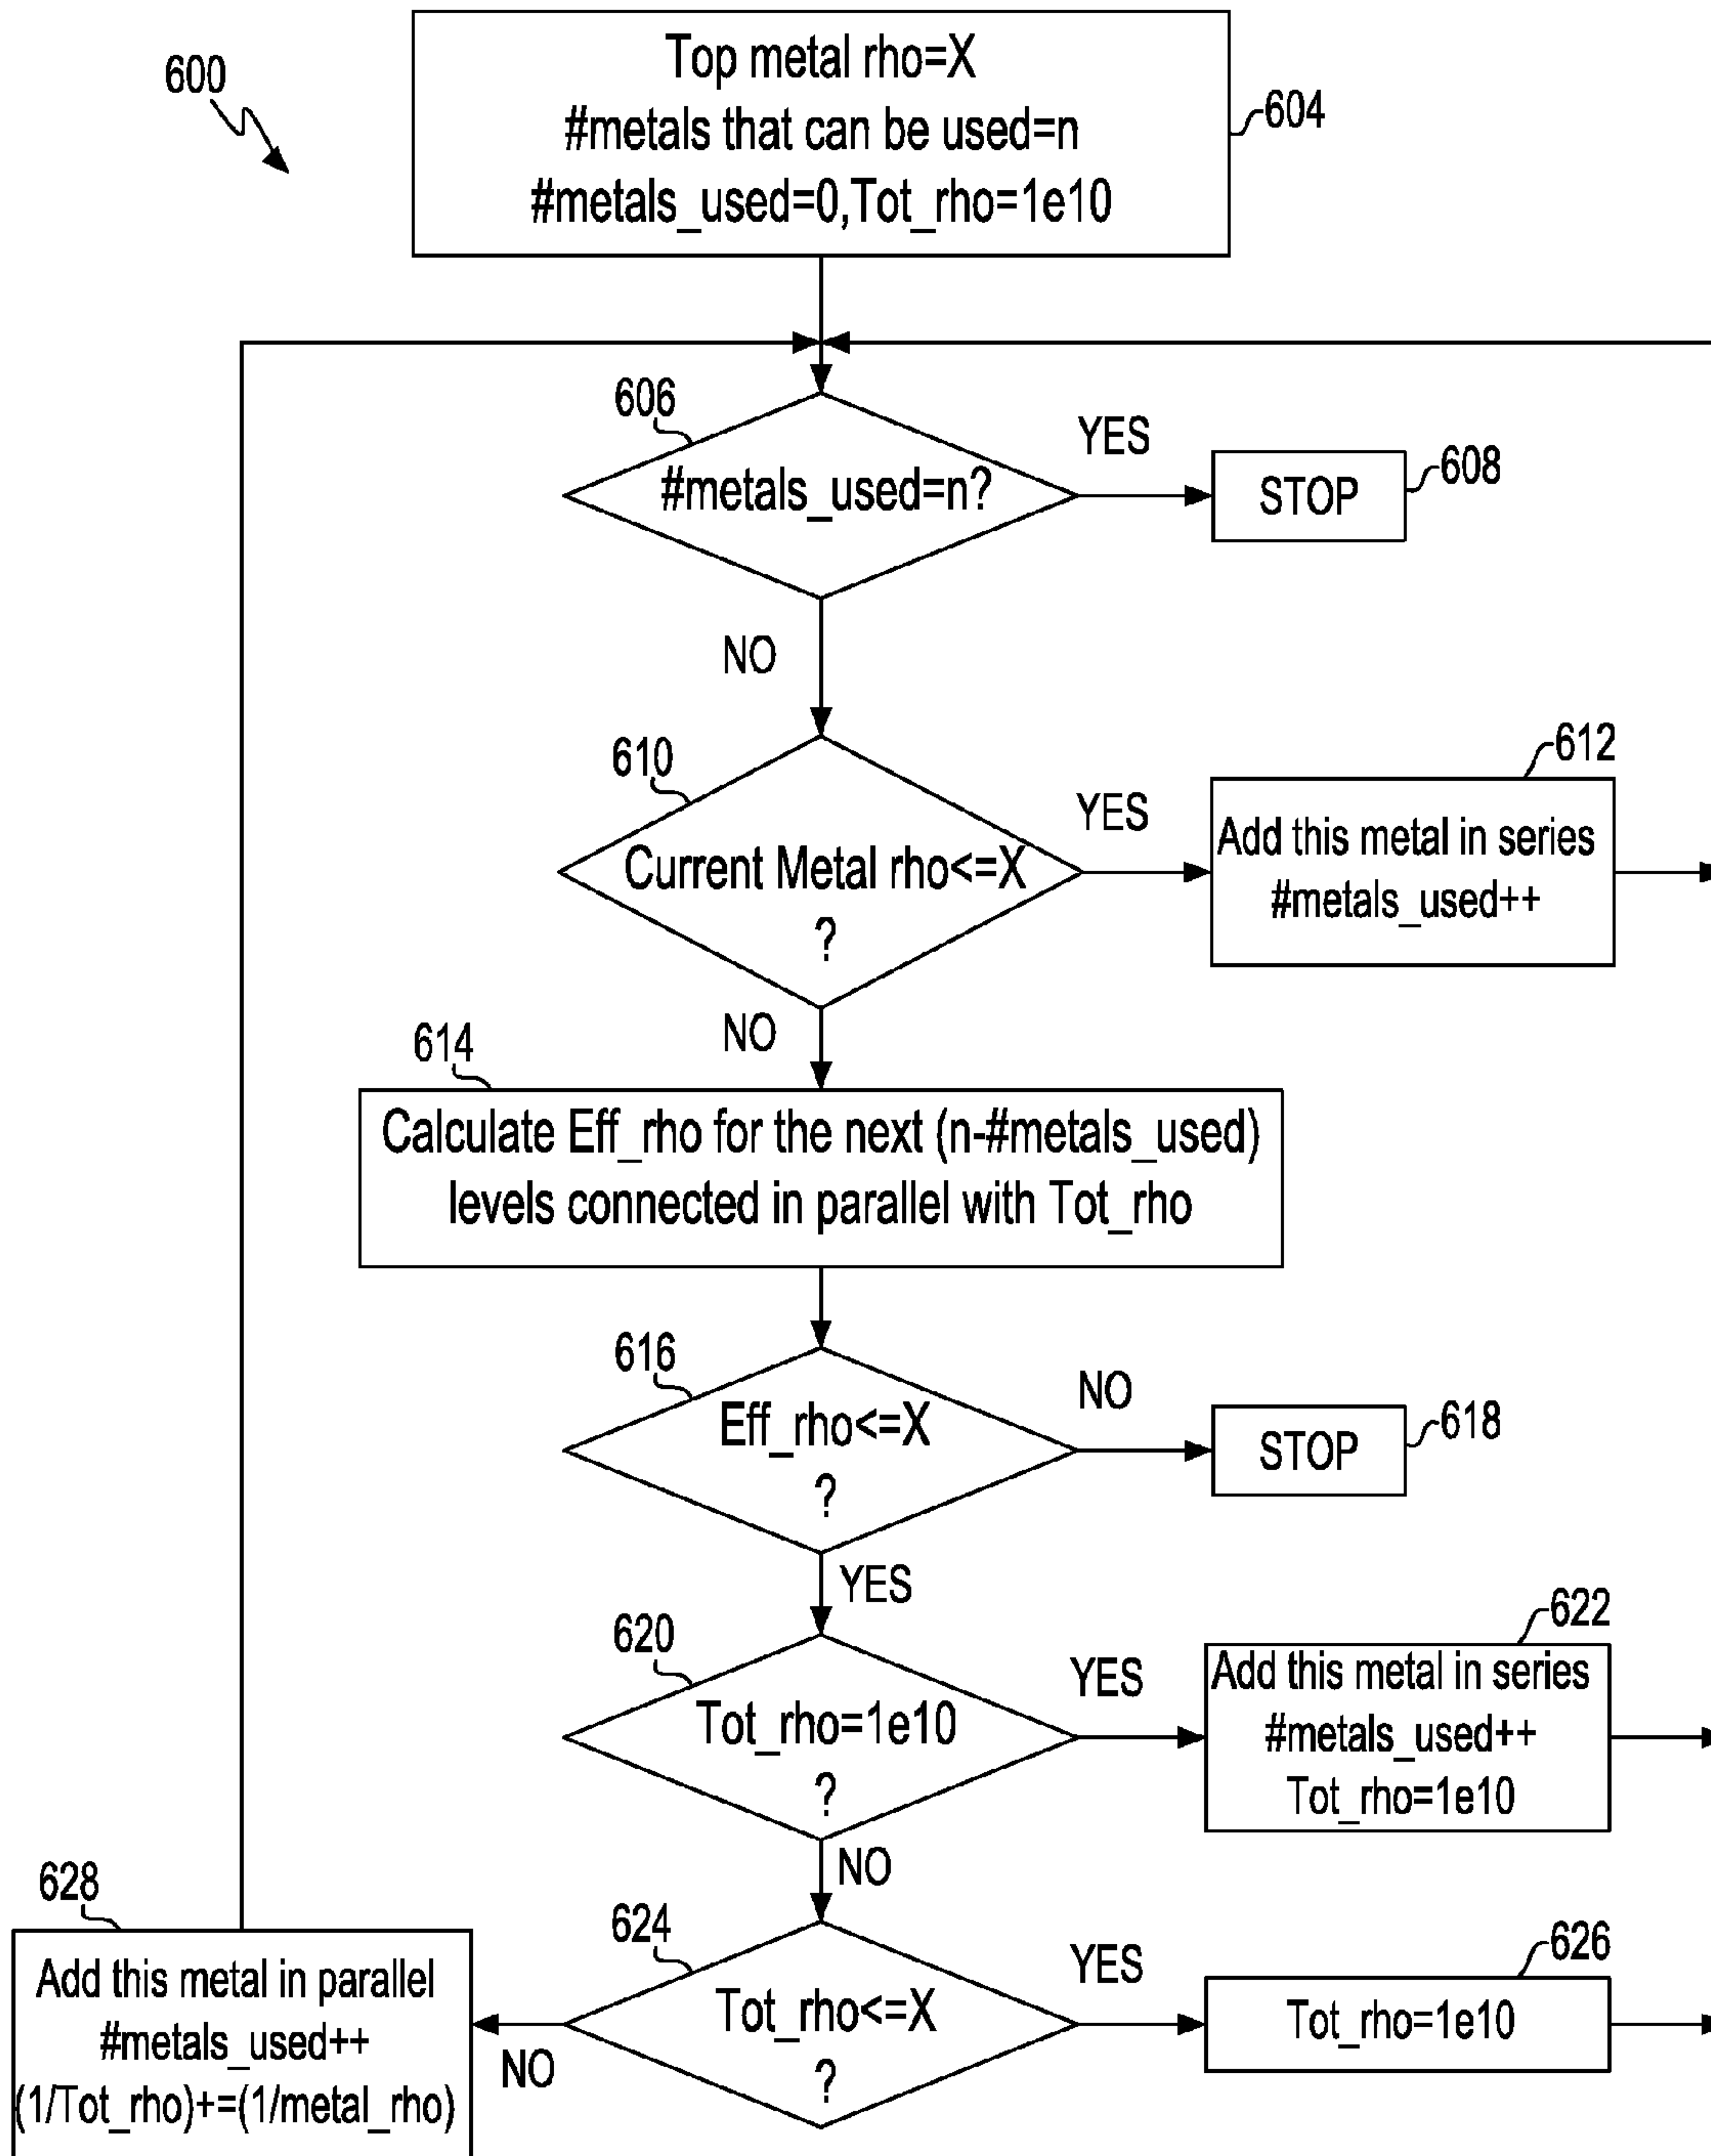 600
Top metal rho=X
#metals that can be used=n
#metals_used=0,Tot_rho=1e10
604
606
#metals_used=n?
YES
STOP
608
NO
610
Current Metal rho<=X
?
YES
612
Add this metal in series
#metals_used++
NO
614
Calculate Eff_rho for the next (n-#metals_used)
levels connected in parallel with Tot_rho
616
Eff_rho<=X
?
NO
STOP
618
YES
620
Tot_rho=1e10
?
YES
622
Add this metal in series
#metals_used++
Tot_rho=1e10
NO
624
Tot_rho<=X
?
YES
626
Tot_rho=1e10
NO
628
Add this metal in parallel
#metals_used++
(1/Tot_rho)+=(1/metal_rho)